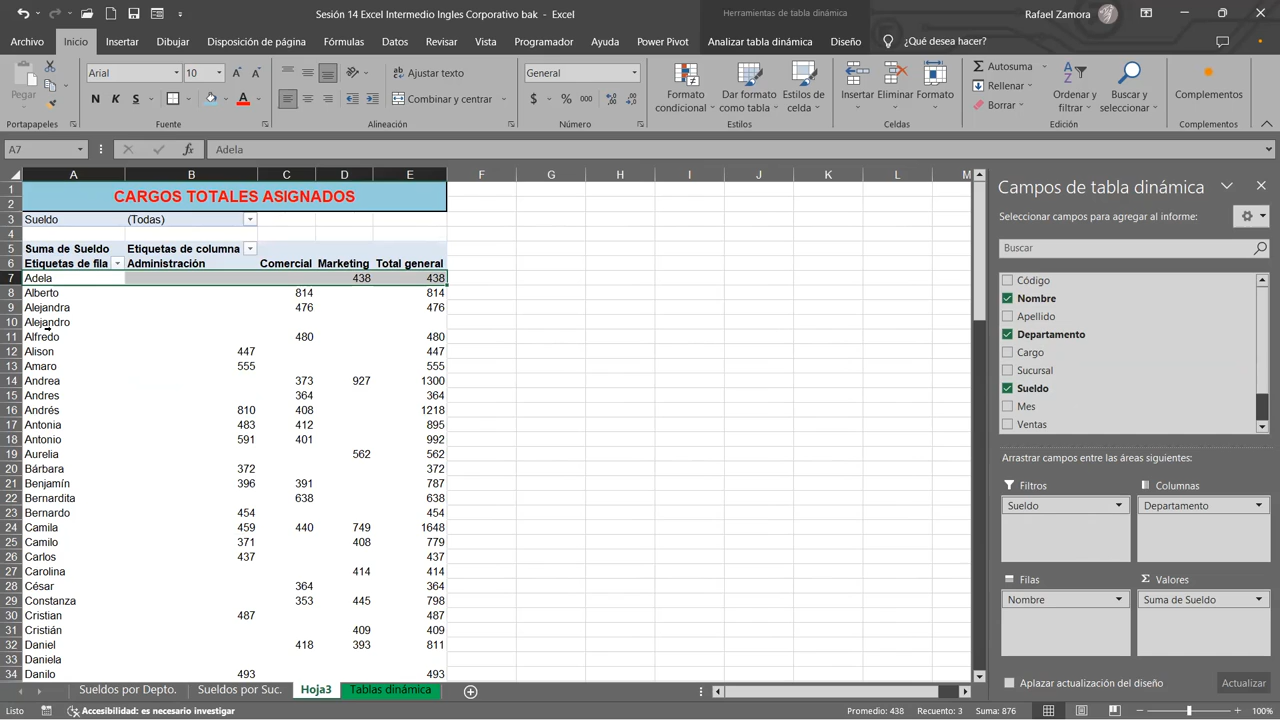 Sesión 14 Excel Intermedio Ingles Corporativo bak - Excel
Herramientas de tabla dinámica
Rafael Zamora
Archivo Inicio Insertar Dibujar Disposición de página Fórmulas Datos Revisar Vista Programador Ayuda Power Pivot Analizar tabla dinámica Diseño ¿Qué desea hacer?
Pegar
Arial 10
N K S
Ajustar texto
Combinar y centrar
General
$ % 000
Formato condicional
Dar formato como tabla
Estilos de celda
Insertar Eliminar Formato
Autosuma
Rellenar
Borrar
Ordenar y filtrar
Buscar y seleccionar
Complementos
Portapapeles Fuente Alineación Número Estilos Celdas Edición Complementos
A7 fx Adela
A B C D E F G H I J K L M
1 CARGOS TOTALES ASIGNADOS
2
3 Sueldo (Todas)
4
5 Suma de Sueldo Etiquetas de columna
6 Etiquetas de fila Administración Comercial Marketing Total general
7 Adela 438 438
8 Alberto 814 814
9 Alejandra 476 476
10 Alejandro
11 Alfredo 480 480
12 Alison 447 447
13 Amaro 555 555
14 Andrea 373 927 1300
15 Andres 364 364
16 Andrés 810 408 1218
17 Antonia 483 412 895
18 Antonio 591 401 992
19 Aurelia 562 562
20 Bárbara 372 372
21 Benjamín 396 391 787
22 Bernardita 638 638
23 Bernardo 454 454
24 Camila 459 440 749 1648
25 Camilo 371 408 779
26 Carlos 437 437
27 Carolina 414 414
28 César 364 364
29 Constanza 353 445 798
30 Cristian 487 487
31 Cristián 409 409
32 Daniel 418 393 811
33 Daniela
34 Danilo 493 493
Campos de tabla dinámica
Seleccionar campos para agregar al informe:
Buscar
Código
Nombre
Apellido
Departamento
Cargo
Sucursal
Sueldo
Mes
Ventas
Arrastrar campos entre las áreas siguientes:
Filtros Columnas
Sueldo Departamento
Filas Σ Valores
Nombre Suma de Sueldo
Aplazar actualización del diseño Actualizar
Sueldos por Depto. Sueldos por Suc. Hoja3 Tablas dinámica
Listo Accesibilidad: es necesario investigar Promedio: 438 Recuento: 3 Suma: 876 100%